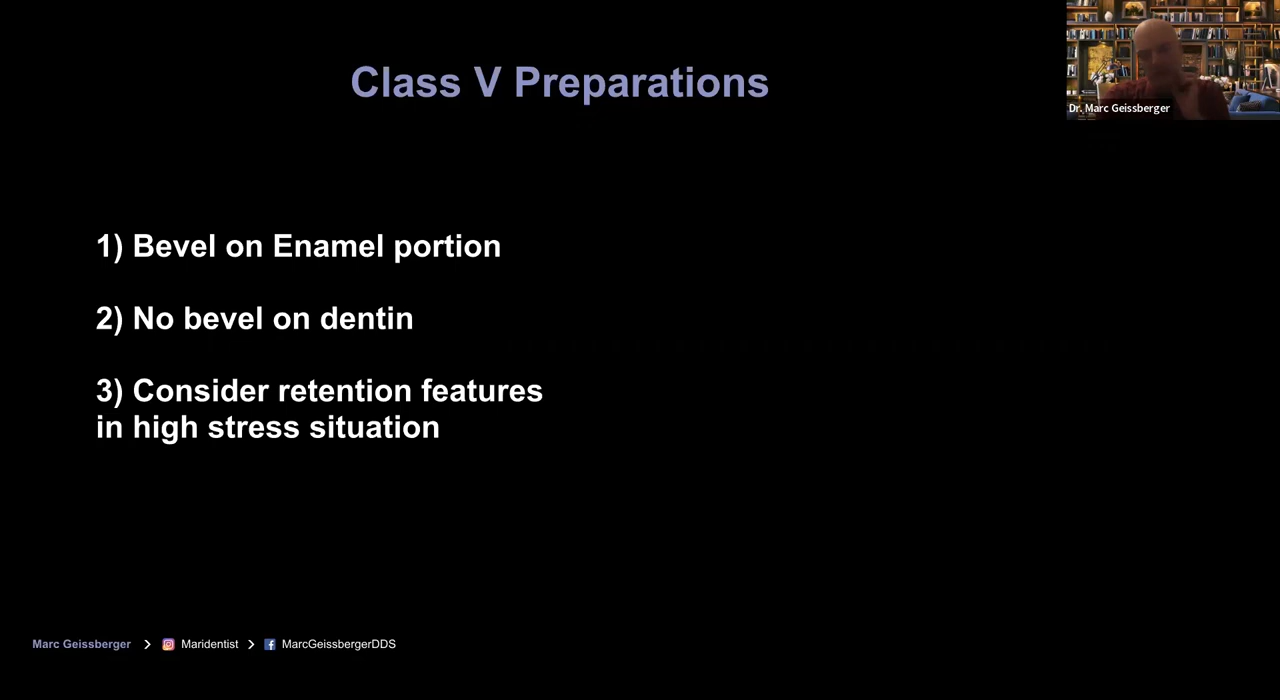 Class V Preparations
Dr. Marc Geissberger
1) Bevel on Enamel portion
2) No bevel on dentin
3) Consider retention features
in high stress situation
Marc Geissberger > Maridentist > MarcGeissbergerDDS